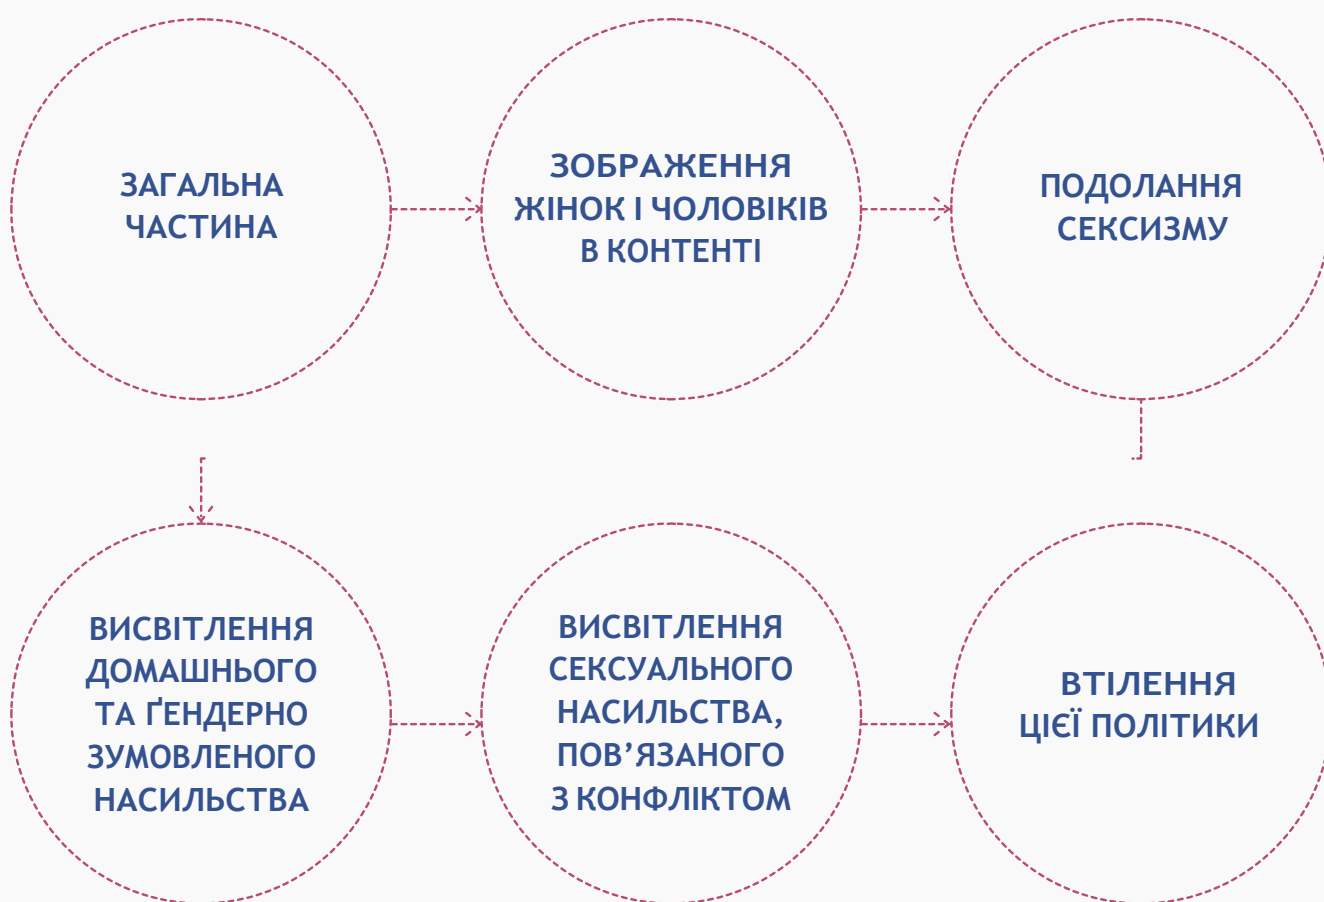 ЗАГАЛЬНА
ЧАСТИНА
ЗОБРАЖЕННЯ
ЖІНОК І ЧОЛОВІКІВ
В КОНТЕНТІ
ПОДОЛАННЯ
СЕКСИЗМУ
ВИСВІТЛЕННЯ
ДОМАШНЬОГО
ТА ҐЕНДЕРНО
ЗУМОВЛЕНОГО
НАСИЛЬСТВА
ВИСВІТЛЕННЯ
СЕКСУАЛЬНОГО
НАСИЛЬСТВА,
ПОВ’ЯЗАНОГО
З КОНФЛІКТОМ
ВТІЛЕННЯ
ЦІЄЇ ПОЛІТИКИ